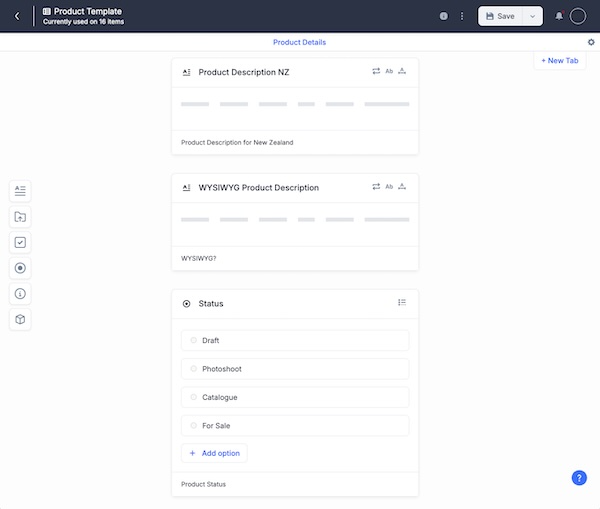 Product Template
Currently used on 16 items
Save
Product Details
+ New Tab
Product Description NZ
Ab
Product Description for New Zealand
WYSIWYG Product Description
Ab
WYSIWYG?
Status
Draft
Photoshoot
Catalogue
For Sale
+ Add option
Product Status
?